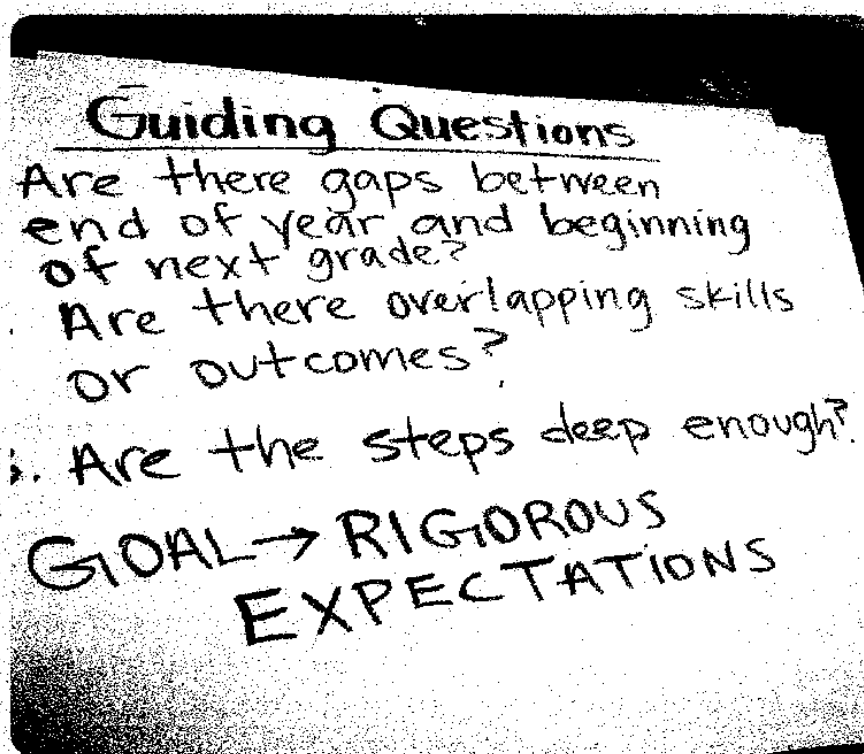 Guiding Questions
Are there gaps between
end of year and beginning
of next grade?
Are there overlapping skills
or outcomes?
. Are the steps deep enough?
GOAL → RIGOROUS
EXPECTATIONS